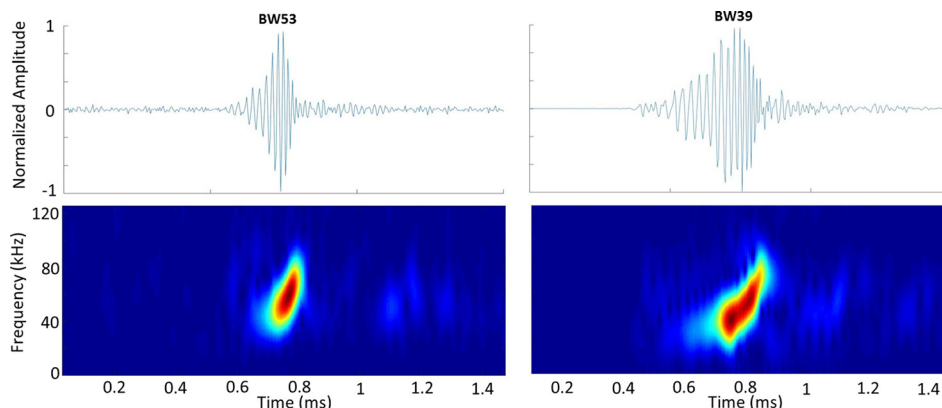 BW53
BW39
Normalized Amplitude
1
0
-1
Frequency (kHz)
120
80
40
0
0.2 0.4 0.6 0.8 1 1.2 1.4
0.2 0.4 0.6 0.8 1 1.2 1.4
Time (ms)
Time (ms)